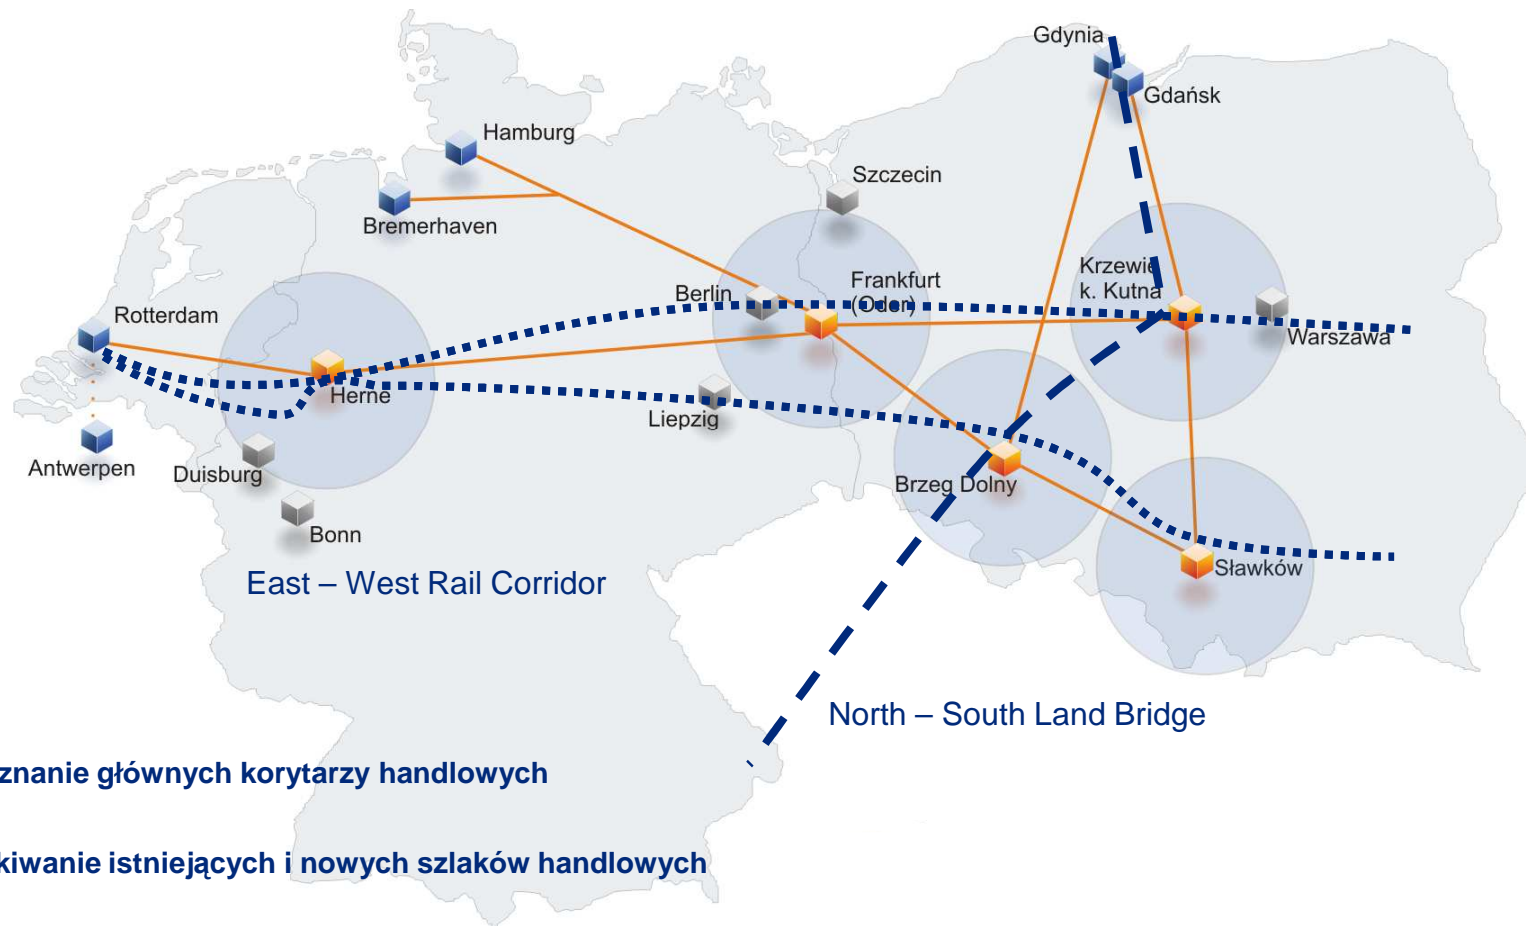 Gdynia
Gdańsk
Hamburg
Szczecin
Bremerhaven
Krzewie
k. Kutna
Frankfurt
(Oder)
Berlin
Rotterdam
Warszawa
Herne
Liepzig
Antwerpen
Duisburg
Brzeg Dolny
Bonn
Sławków
East – West Rail Corridor
North – South Land Bridge
znanie głównych korytarzy handlowych
kiwanie istniejących i nowych szlaków handlowych